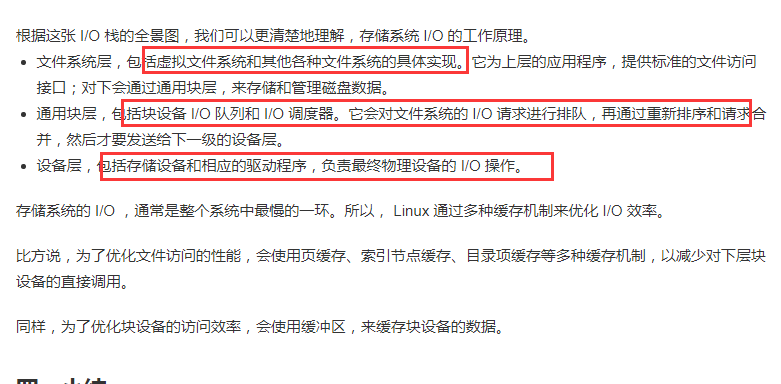 根据这张 I/O 栈的全景图，我们可以更清楚地理解，存储系统 I/O 的工作原理。
• 文件系统层，包括虚拟文件系统和其他各种文件系统的具体实现。它为上层的应用程序，提供标准的文件访问
接口；对下会通过通用块层，来存储和管理磁盘数据。
• 通用块层，包括块设备 I/O 队列和 I/O 调度器。它会对文件系统的 I/O 请求进行排队，再通过重新排序和请求合
并，然后才要发送给下一级的设备层。
• 设备层，包括存储设备和相应的驱动程序，负责最终物理设备的 I/O 操作。
存储系统的 I/O ，通常是整个系统中最慢的一环。所以， Linux 通过多种缓存机制来优化 I/O 效率。
比方说，为了优化文件访问的性能，会使用页缓存、索引节点缓存、目录项缓存等多种缓存机制，以减少对下层块
设备的直接调用。
同样，为了优化块设备的访问效率，会使用缓冲区，来缓存块设备的数据。